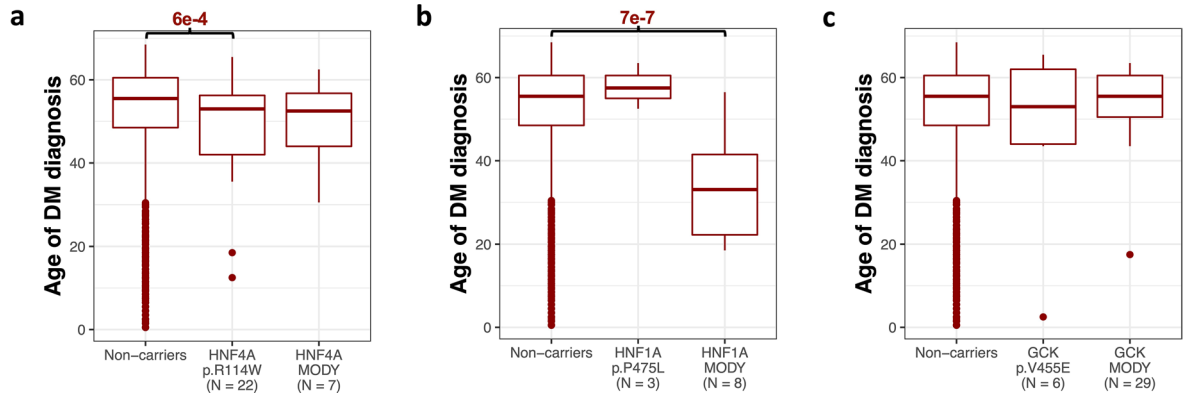 a
6e-4
Age of DM diagnosis
60
40
20
0
Non−carriers
HNF4A
p.R114W
(N = 22)
HNF4A
MODY
(N = 7)
b
7e-7
Age of DM diagnosis
60
40
20
0
Non−carriers
HNF1A
p.P475L
(N = 3)
HNF1A
MODY
(N = 8)
c
Age of DM diagnosis
60
40
20
0
Non−carriers
GCK
p.V455E
(N = 6)
GCK
MODY
(N = 29)